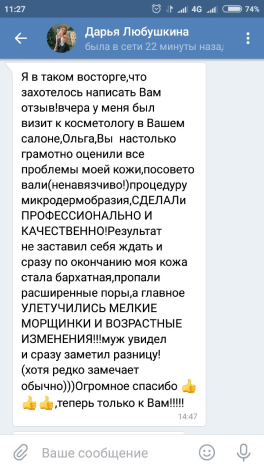 11:27
4G
74%
Дарья Любушкина
была в сети 22 минуты назад
Я в таком восторге,что
захотелось написать Вам
отзыв!вчера у меня был
визит к косметологу в Вашем
салоне,Ольга,Вы настолько
грамотно оценили все
проблемы моей кожи,посовето
вали(ненавязчиво!)процедуру
микродермобразия,СДЕЛАЛи
ПРОФЕССИОНАЛЬНО И
КАЧЕСТВЕННО!Результат
не заставил себя ждать и
сразу по окончанию моя кожа
стала бархатная,пропали
расширенные поры,а главное
УЛЕТУЧИЛИСЬ МЕЛКИЕ
МОРЩИНКИ И ВОЗРАСТНЫЕ
ИЗМЕНЕНИЯ!!!муж увидел
и сразу заметил разницу!
(хотя редко замечает
обычно)))Огромное спасибо 👍
👍👍,теперь только к Вам!!!!!
14:47
Ваше сообщение